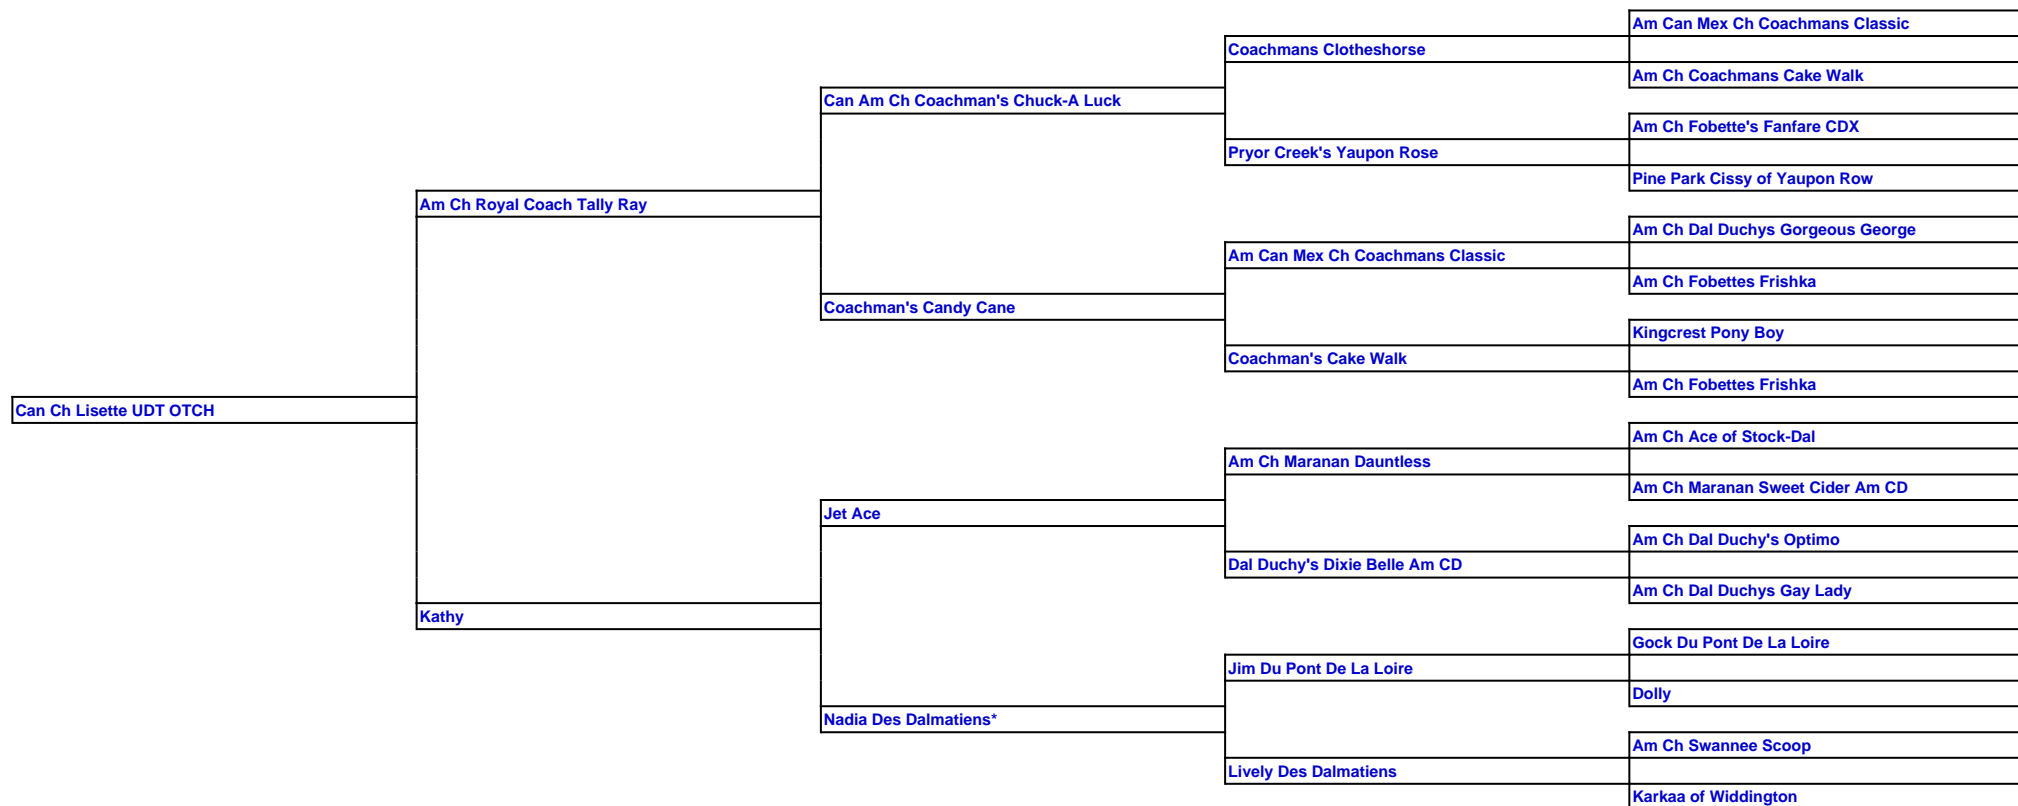 Am Can Mex Ch Coachmans Classic
Coachmans Clotheshorse
Am Ch Coachmans Cake Walk
Can Am Ch Coachman's Chuck-A Luck
Am Ch Fobette's Fanfare CDX
Pryor Creek's Yaupon Rose
Pine Park Cissy of Yaupon Row
Am Ch Royal Coach Tally Ray
Am Ch Dal Duchys Gorgeous George
Am Can Mex Ch Coachmans Classic
Am Ch Fobettes Frishka
Coachman's Candy Cane
Kingcrest Pony Boy
Coachman's Cake Walk
Am Ch Fobettes Frishka
Can Ch Lisette UDT OTCH
Am Ch Ace of Stock-Dal
Am Ch Maranan Dauntless
Am Ch Maranan Sweet Cider Am CD
Jet Ace
Am Ch Dal Duchy's Optimo
Dal Duchy's Dixie Belle Am CD
Am Ch Dal Duchys Gay Lady
Kathy
Gock Du Pont De La Loire
Jim Du Pont De La Loire
Dolly
Nadia Des Dalmatiens*
Am Ch Swannee Scoop
Lively Des Dalmatiens
Karkaa of Widdington